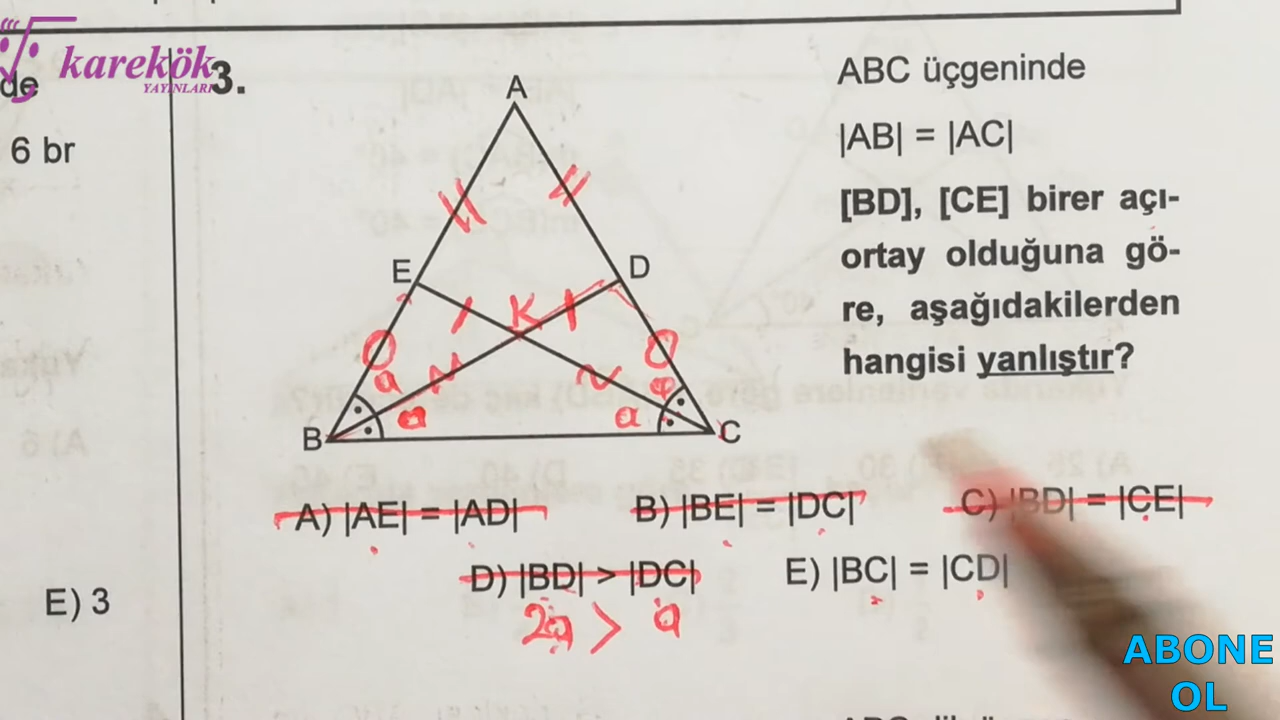 karekök
YAYINLARI
de
6 br
E) 3
3.
A
E
D
K
B
C
a
a
a
a
ABC üçgeninde
|AB| = |AC|
[BD], [CE] birer açı-
ortay olduğuna gö-
re, aşağıdakilerden
hangisi yanlıştır?
A) |AE| = |AD|
B) |BE| = |DC|
C) |BD| = |CE|
D) |BD| > |DC|
E) |BC| = |CD|
2a > a
ABONE
OL